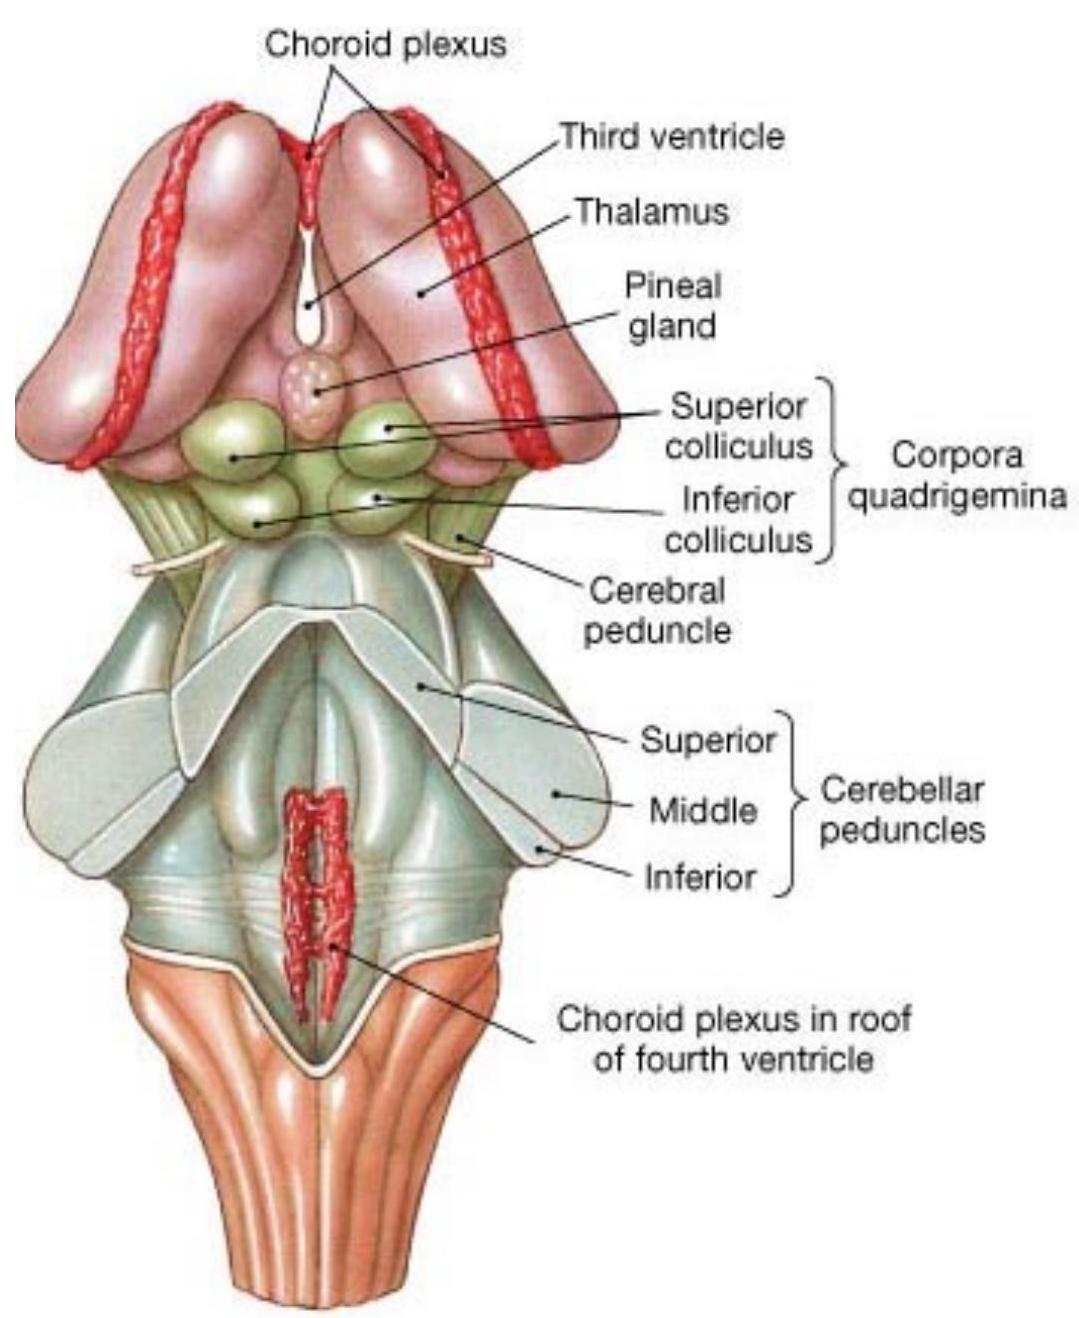 Choroid plexus
Third ventricle
Thalamus
Pineal
gland
Superior
colliculus
Inferior
colliculus
Corpora
quadrigemina
Cerebral
peduncle
Superior
Middle
Inferior
Cerebellar
peduncles
Choroid plexus in roof
of fourth ventricle